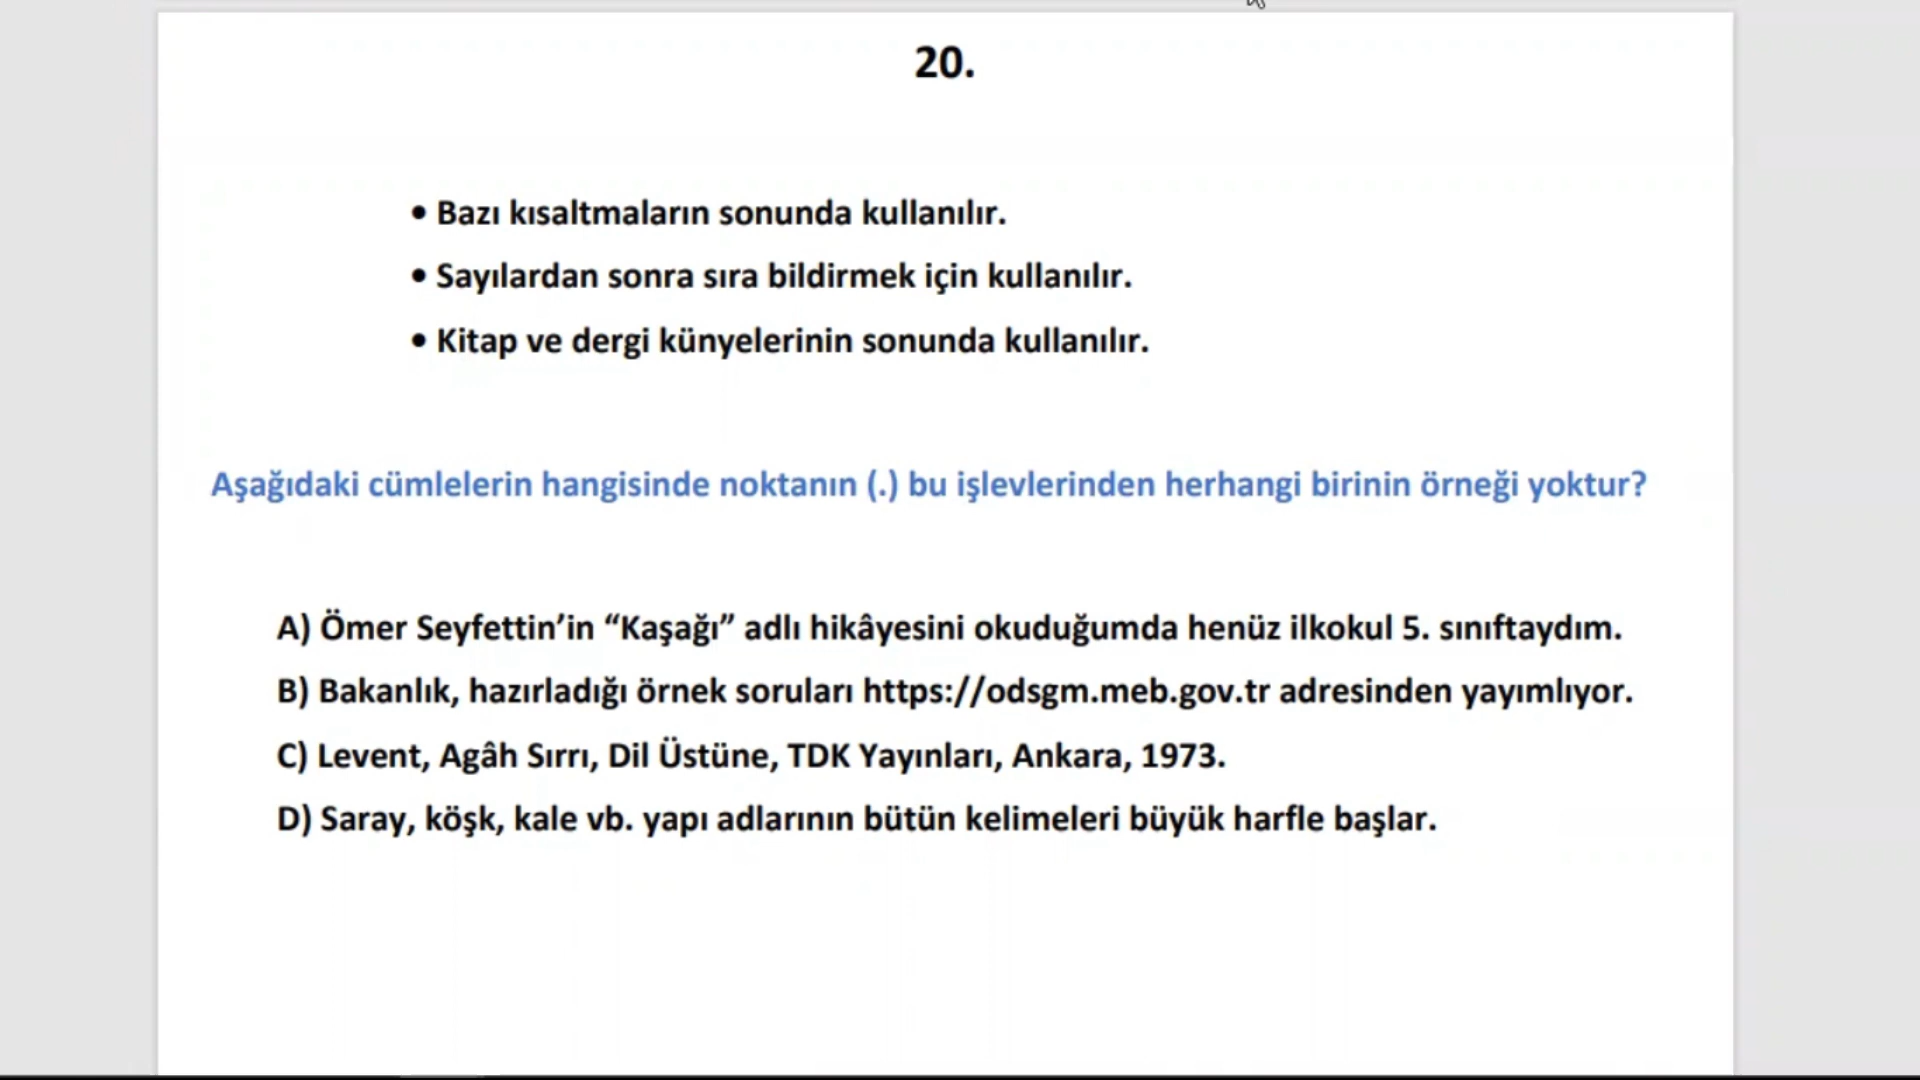 20.
• Bazı kısaltmaların sonunda kullanılır.
• Sayılardan sonra sıra bildirmek için kullanılır.
• Kitap ve dergi künyelerinin sonunda kullanılır.
Aşağıdaki cümlelerin hangisinde noktanın (.) bu işlevlerinden herhangi birinin örneği yoktur?
A) Ömer Seyfettin’in “Kaşağı” adlı hikâyesini okuduğumda henüz ilkokul 5. sınıftaydım.
B) Bakanlık, hazırladığı örnek soruları https://odsgm.meb.gov.tr adresinden yayımlıyor.
C) Levent, Agâh Sırrı, Dil Üstüne, TDK Yayınları, Ankara, 1973.
D) Saray, köşk, kale vb. yapı adlarının bütün kelimeleri büyük harfle başlar.